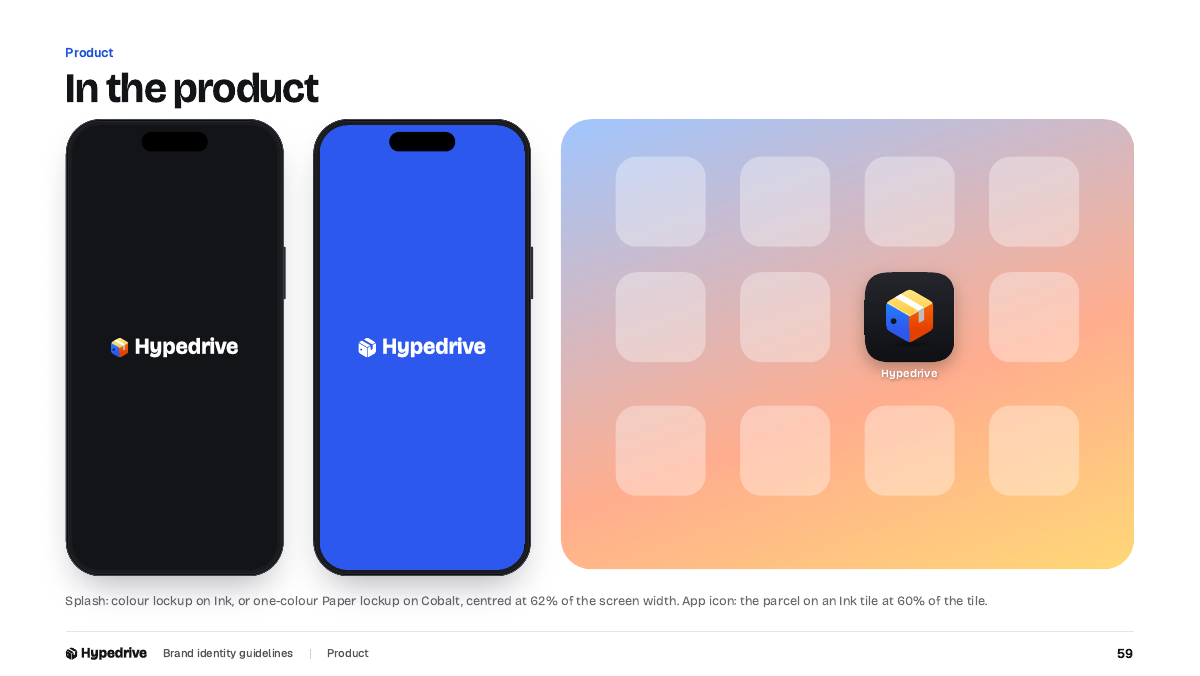 Product
In the product
Hypedrive
Hypedrive
Hypedrive
Splash: colour lockup on Ink, or one-colour Paper lockup on Cobalt, centred at 62% of the screen width. App icon: the parcel on an Ink tile at 60% of the tile.
Hypedrive Brand identity guidelines | Product 59